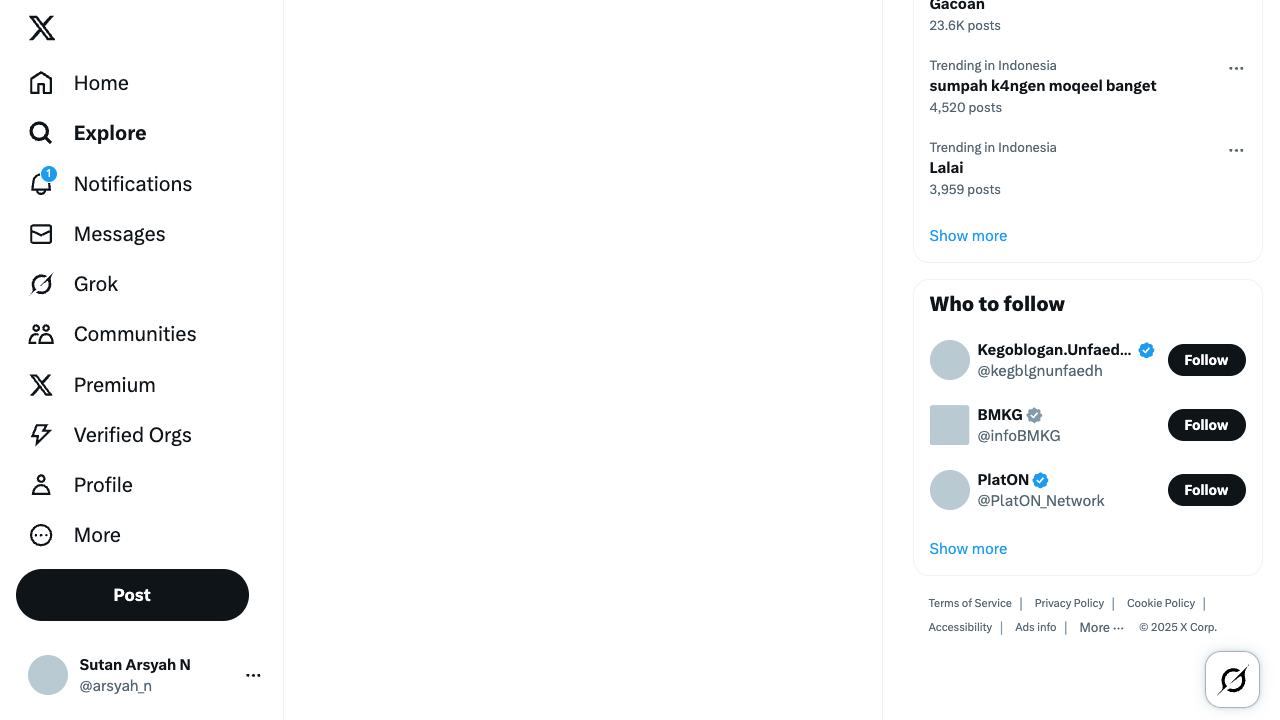 Home
Explore
1
Notifications
Messages
Grok
Communities
Premium
Verified Orgs
Profile
More
Post
Sutan Arsyah N
@arsyah_n
Gacoan
23.6K posts
Trending in Indonesia
sumpah k4ngen moqeel banget
4,520 posts
Trending in Indonesia
Lalai
3,959 posts
Show more
Who to follow
Kegoblogan.Unfaed...
@kegblgnunfaedh
Follow
BMKG
@infoBMKG
Follow
PlatON
@PlatON_Network
Follow
Show more
Terms of Service | Privacy Policy | Cookie Policy |
Accessibility | Ads info | More ··· © 2025 X Corp.